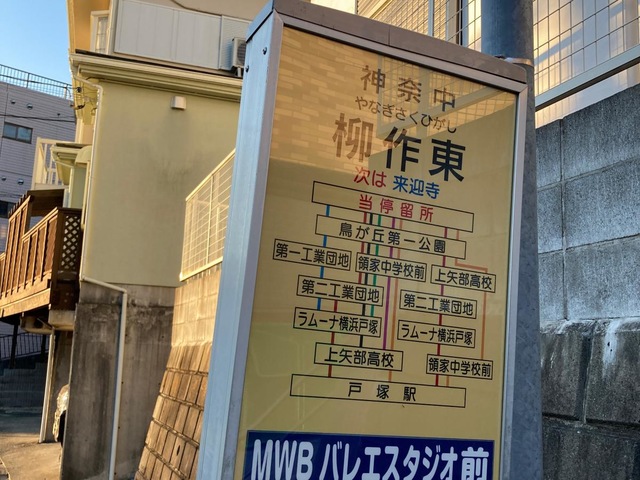 神奈中
やなぎさくひがし
柳作東
次は 来迎寺
当停留所
鳥が丘第一公園
第一工業団地 領家中学校前 上矢部高校
第二工業団地 第二工業団地
ラムーナ横浜戸塚 ラムーナ横浜戸塚
上矢部高校 領家中学校前
戸塚駅
MWBバレエスタジオ前